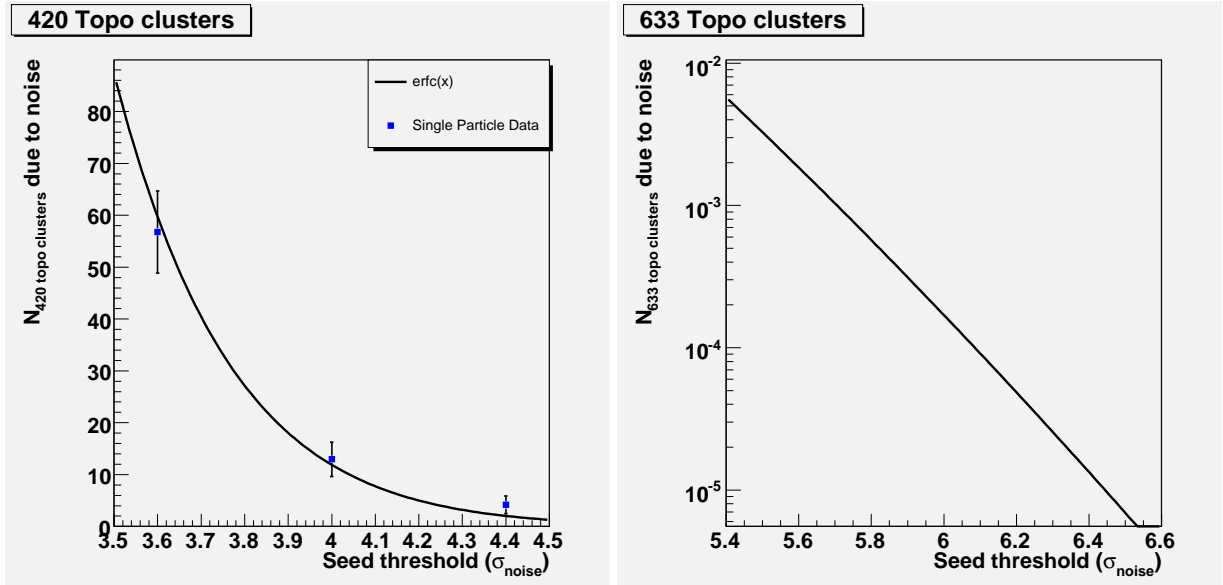 420 Topo clusters
N420 topo clusters due to noise
erfc(x)
Single Particle Data
80
70
60
50
40
30
20
10
0
3.5 3.6 3.7 3.8 3.9 4 4.1 4.2 4.3 4.4 4.5
Seed threshold (σnoise)
633 Topo clusters
N633 topo clusters due to noise
10-2
10-3
10-4
10-5
5.4 5.6 5.8 6 6.2 6.4 6.6
Seed threshold (σnoise)